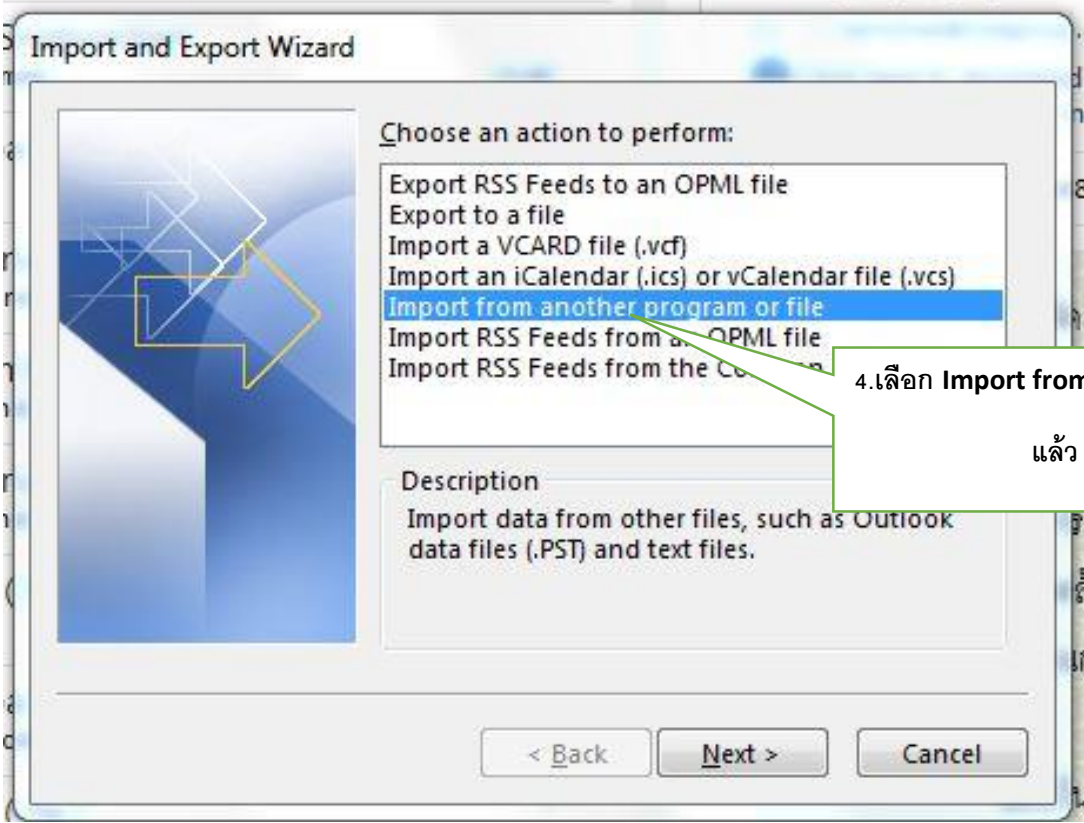 Import and Export Wizard
Choose an action to perform:
Export RSS Feeds to an OPML file
Export to a file
Import a VCARD file (.vcf)
Import an iCalendar (.ics) or vCalendar file (.vcs)
Import from another program or file
Import RSS Feeds from an OPML file
Import RSS Feeds from the
4.เลือก Import from
แล้ว
Description
Import data from other files, such as Outlook
data files (.PST) and text files.
< Back
Next >
Cancel